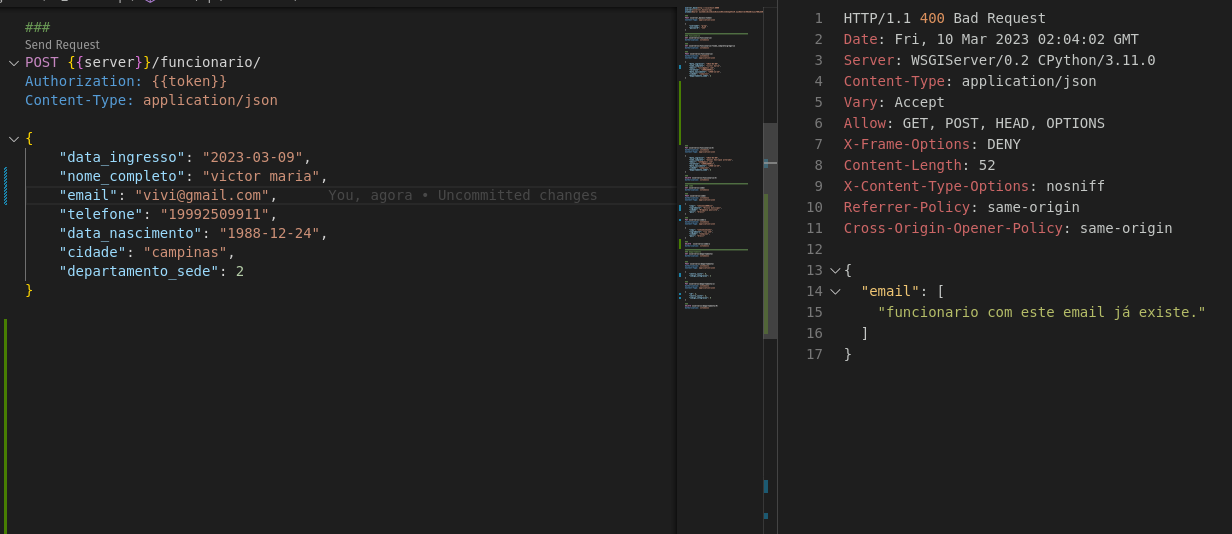 ###
Send Request
POST {{server}}/funcionario/
Authorization: {{token}}
Content-Type: application/json
{
"data_ingresso": "2023-03-09",
"nome_completo": "victor maria",
"email": "vivi@gmail.com", You, agora • Uncommitted changes
"telefone": "19992509911",
"data_nascimento": "1988-12-24",
"cidade": "campinas",
"departamento_sede": 2
}
1 HTTP/1.1 400 Bad Request
2 Date: Fri, 10 Mar 2023 02:04:02 GMT
3 Server: WSGIServer/0.2 CPython/3.11.0
4 Content-Type: application/json
5 Vary: Accept
6 Allow: GET, POST, HEAD, OPTIONS
7 X-Frame-Options: DENY
8 Content-Length: 52
9 X-Content-Type-Options: nosniff
10 Referrer-Policy: same-origin
11 Cross-Origin-Opener-Policy: same-origin
12
13 {
14 "email": [
15 "funcionario com este email já existe."
16 ]
17 }